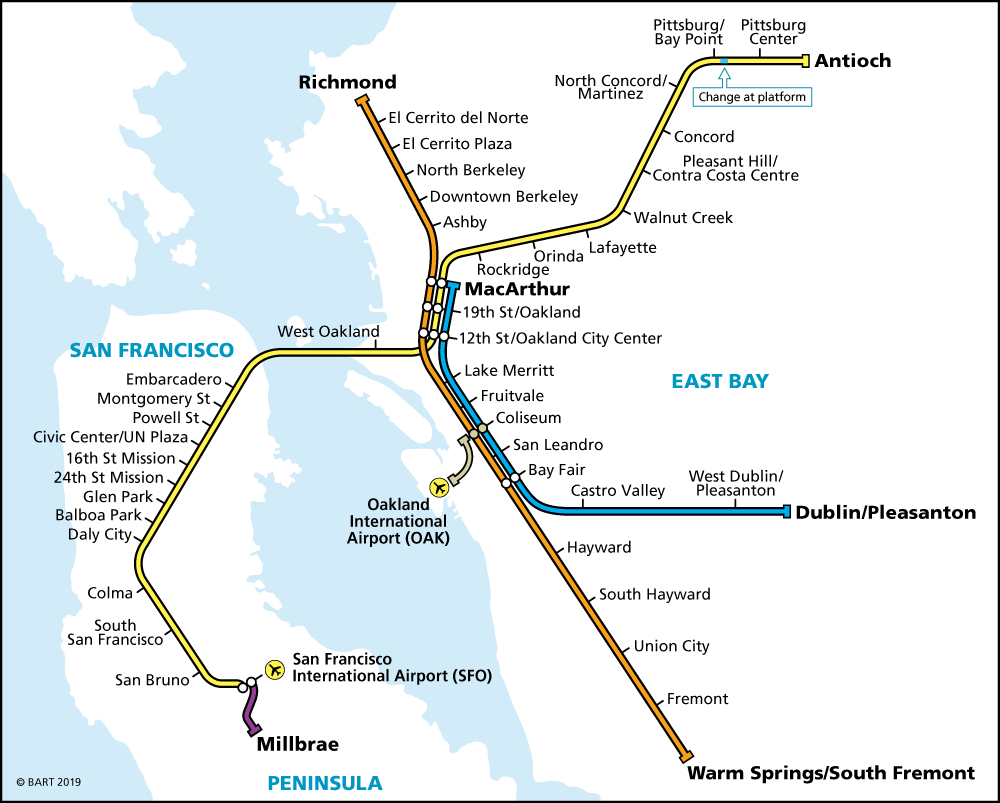 Pittsburg/
Bay Point
Pittsburg
Center
Antioch
Change at platform
North Concord/
Martinez
Concord
Pleasant Hill/
Contra Costa Centre
Walnut Creek
Lafayette
Orinda
Rockridge
Richmond
El Cerrito del Norte
El Cerrito Plaza
North Berkeley
Downtown Berkeley
Ashby
MacArthur
19th St/Oakland
12th St/Oakland City Center
West Oakland
SAN FRANCISCO
EAST BAY
Embarcadero
Montgomery St
Powell St
Civic Center/UN Plaza
16th St Mission
24th St Mission
Glen Park
Balboa Park
Daly City
Colma
South
San Francisco
San Bruno
San Francisco
International Airport (SFO)
Millbrae
PENINSULA
Lake Merritt
Fruitvale
Coliseum
San Leandro
Bay Fair
Oakland
International
Airport (OAK)
Castro Valley
West Dublin/
Pleasanton
Dublin/Pleasanton
Hayward
South Hayward
Union City
Fremont
Warm Springs/South Fremont
© BART 2019